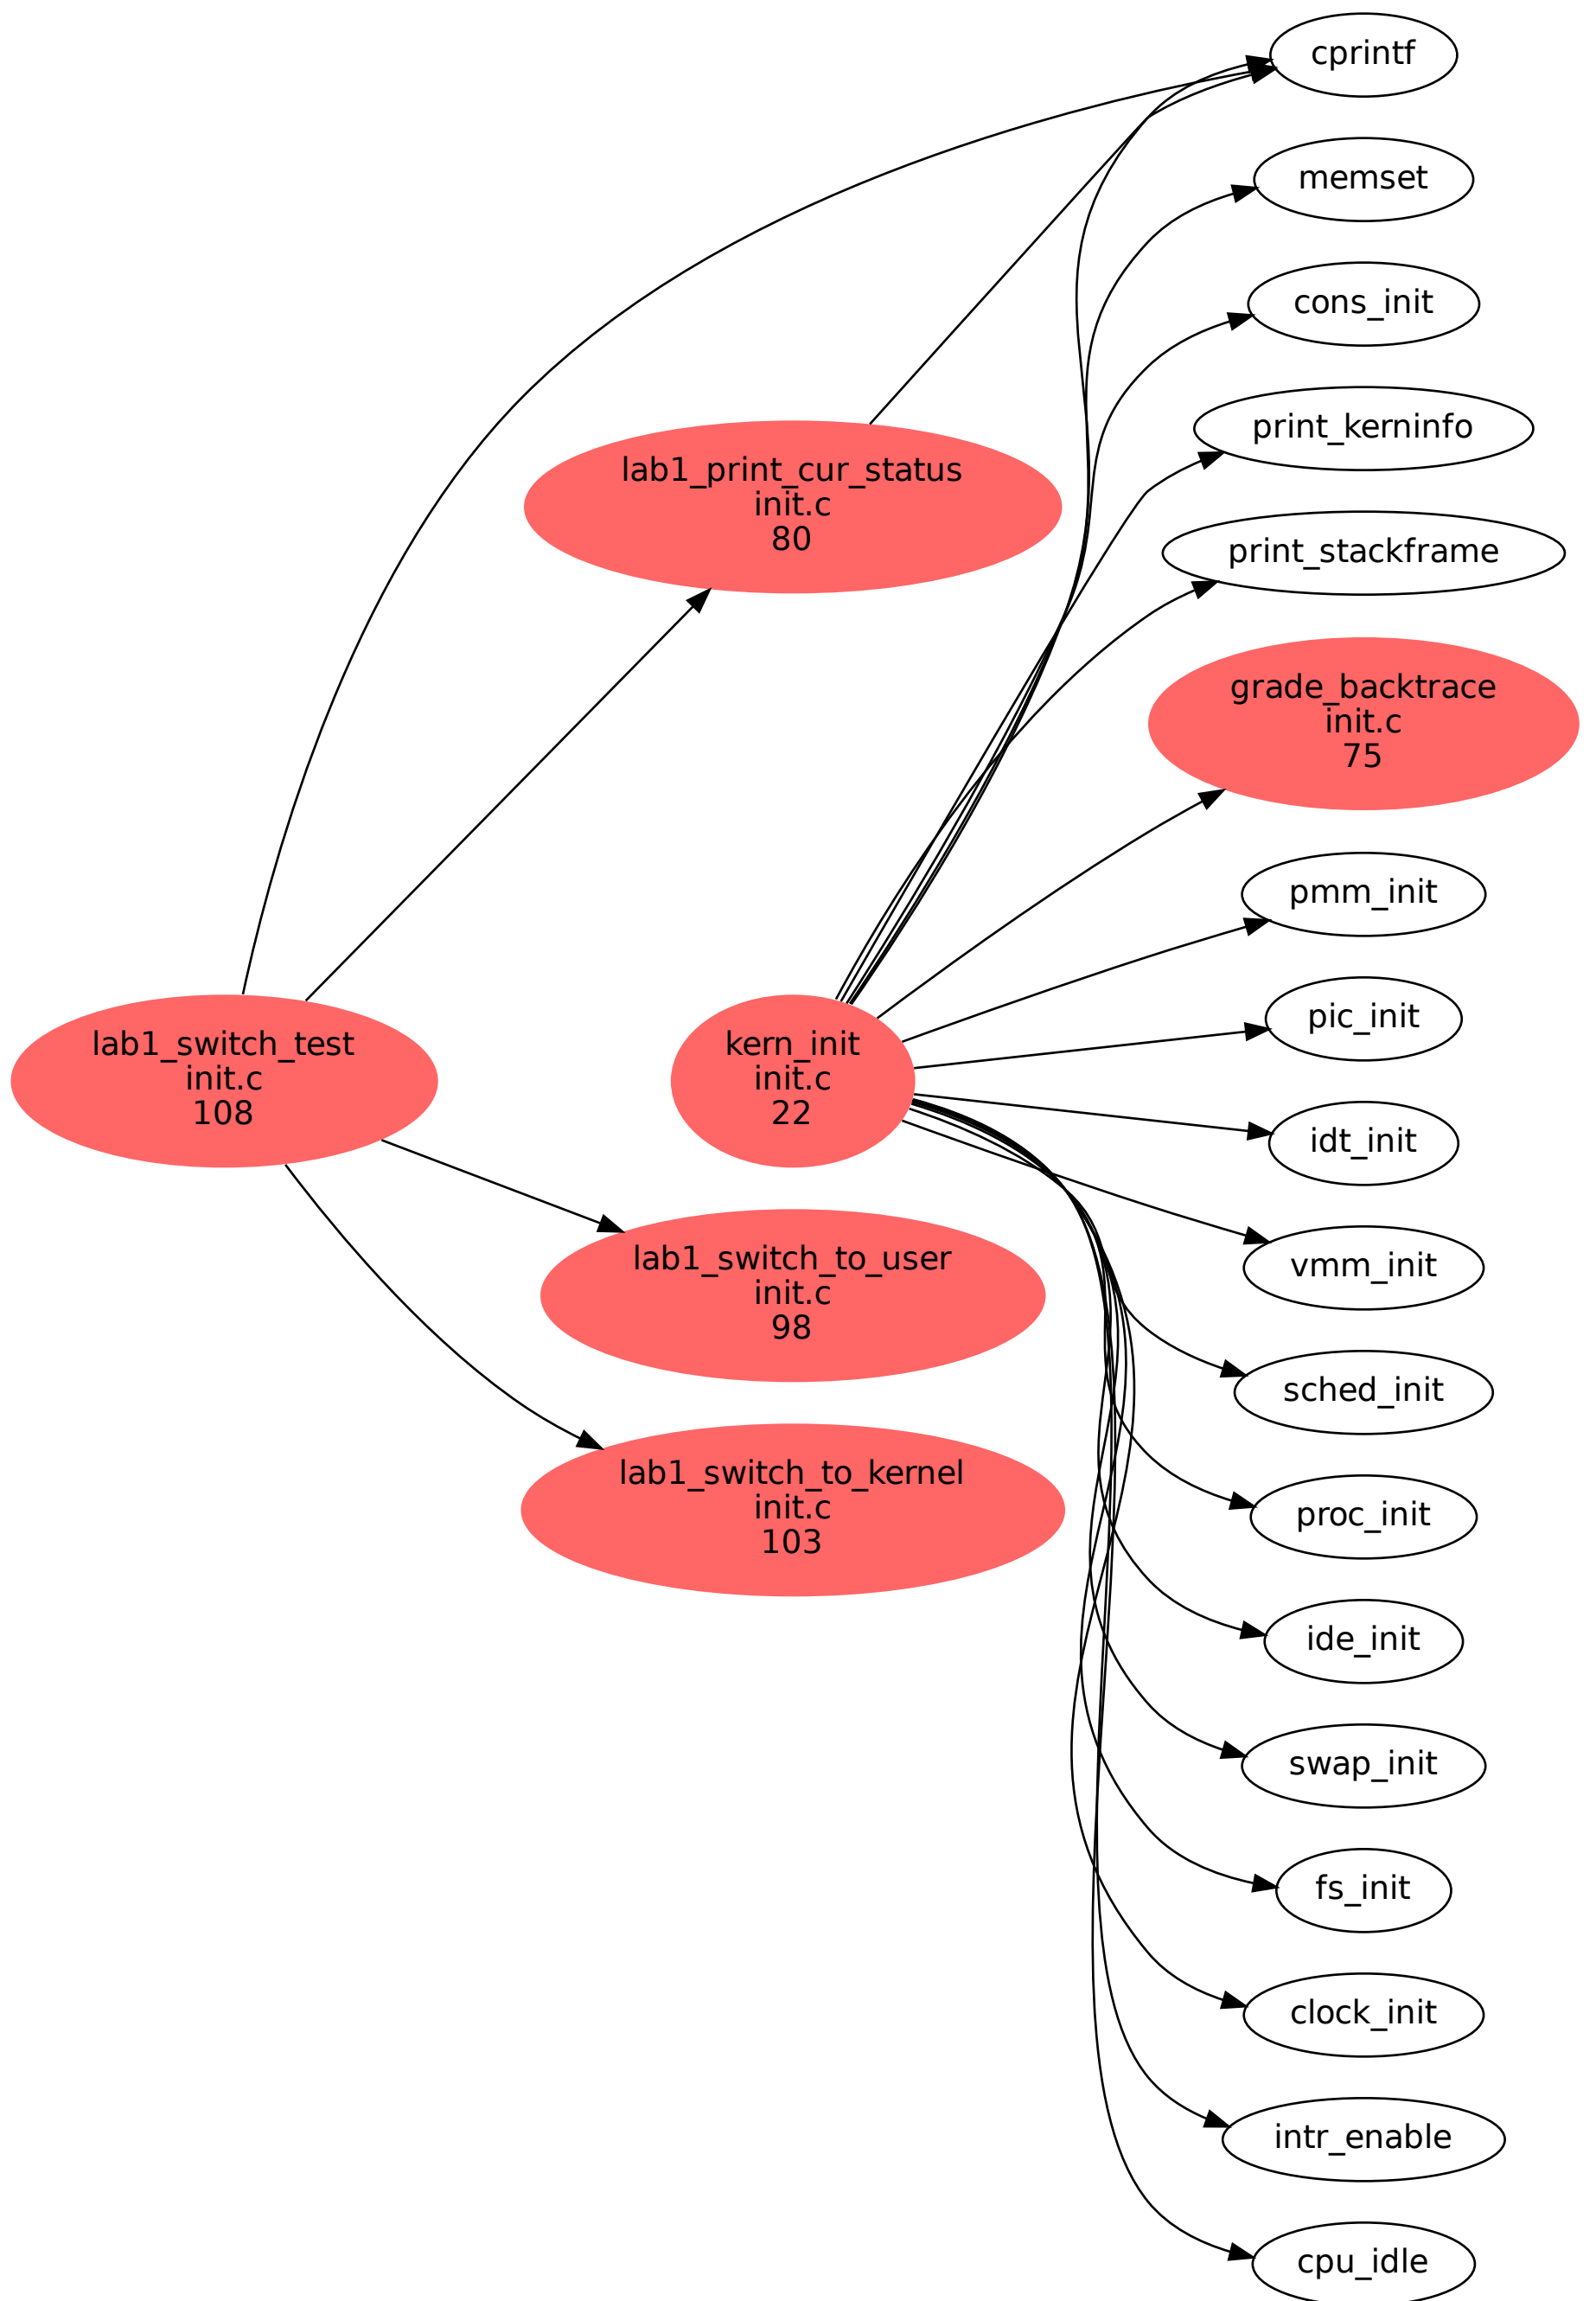 cprintf
memset
cons_init
print_kerninfo
lab1_print_cur_status
init.c
80
print_stackframe
grade_backtrace
init.c
75
pmm_init
pic_init
lab1_switch_test
init.c
108
kern_init
init.c
22
idt_init
lab1_switch_to_user
init.c
98
vmm_init
sched_init
lab1_switch_to_kernel
init.c
103
proc_init
ide_init
swap_init
fs_init
clock_init
intr_enable
cpu_idle